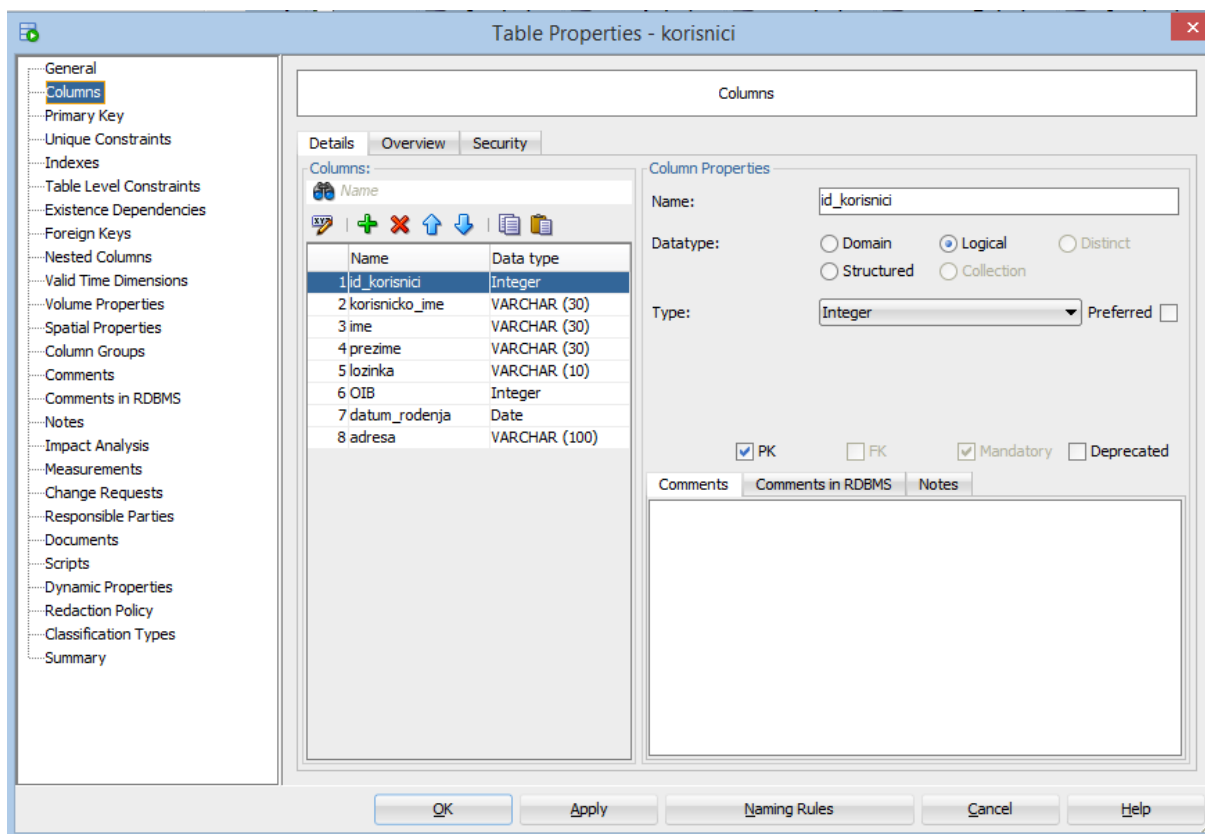 Table Properties - korisnici
General
Columns
Primary Key
Unique Constraints
Indexes
Table Level Constraints
Existence Dependencies
Foreign Keys
Nested Columns
Valid Time Dimensions
Volume Properties
Spatial Properties
Column Groups
Comments
Comments in RDBMS
Notes
Impact Analysis
Measurements
Change Requests
Responsible Parties
Documents
Scripts
Dynamic Properties
Redaction Policy
Classification Types
Summary
Columns
Details Overview Security
Columns:
Name
Name Data type
1 id_korisnici Integer
2 korisnicko_ime VARCHAR (30)
3 ime VARCHAR (30)
4 prezime VARCHAR (30)
5 lozinka VARCHAR (10)
6 OIB Integer
7 datum_rodenja Date
8 adresa VARCHAR (100)
Column Properties
Name: id_korisnici
Datatype: Domain Logical Distinct
Structured Collection
Type: Integer Preferred
PK FK Mandatory Deprecated
Comments Comments in RDBMS Notes
OK Apply Naming Rules Cancel Help